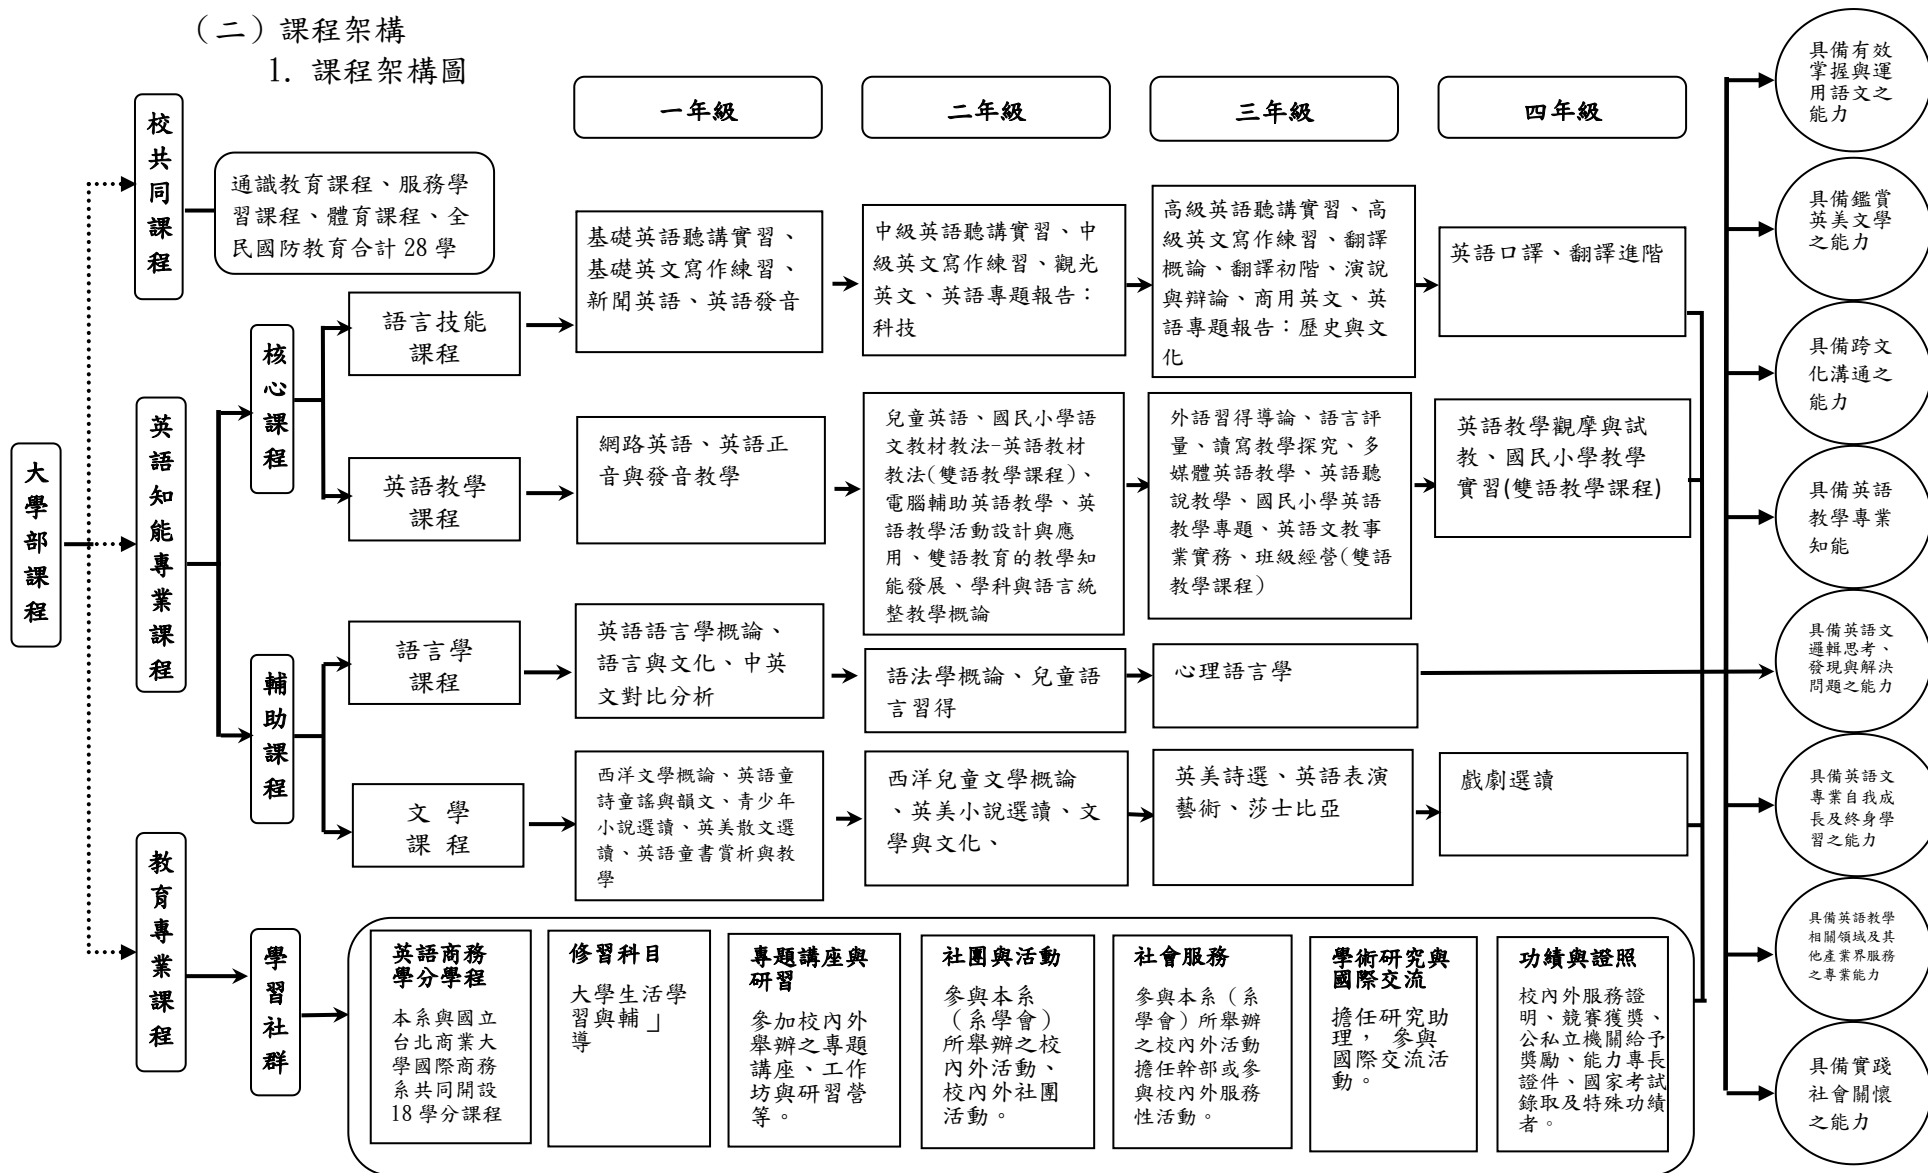 （二）課程架構
1. 課程架構圖
一年級
二年級
三年級
四年級
大學部課程
校共同課程
通識教育課程、服務學
習課程、體育課程、全
民國防教育合計 28 學
英語知能專業課程
核心課程
語言技能
課程
基礎英語聽講實習、
基礎英文寫作練習、
新聞英語、英語發音
中級英語聽講實習、中
級英文寫作練習、觀光
英文、英語專題報告：
科技
高級英語聽講實習、高
級英文寫作練習、翻譯
概論、翻譯初階、演說
與辯論、商用英文、英
語專題報告：歷史與文
化
英語口譯、翻譯進階
英語教學
課程
網路英語、英語正
音與發音教學
兒童英語、國民小學語
文教材教法-英語教材
教法(雙語教學課程)、
電腦輔助英語教學、英
語教學活動設計與應
用、雙語教育的教學知
能發展、學科與語言統
整教學概論
外語習得導論、語言評
量、讀寫教學探究、多
媒體英語教學、英語聽
說教學、國民小學英語
教學專題、英語文教事
業實務、班級經營(雙語
教學課程)
英語教學觀摩與試
教、國民小學教學
實習(雙語教學課程)
輔助課程
語言學
課程
英語語言學概論、
語言與文化、中英
文對比分析
語法學概論、兒童語
言習得
心理語言學
文 學
課 程
西洋文學概論、英語童
詩童謠與韻文、青少年
小說選讀、英美散文選
讀、英語童書賞析與教
學
西洋兒童文學概論
、英美小說選讀、文
學與文化、
英美詩選、英語表演
藝術、莎士比亞
戲劇選讀
教育專業課程
學習社群
英語商務
學分學程
本系與國立
台北商業大
學國際商務
系共同開設
18 學分課程
修習科目
大學生活學
習與輔」
導
專題講座與
研習
參加校內外
舉辦之專題
講座、工作
坊與研習營
等。
社團與活動
參與本系
（系學會）
所舉辦之校
內外活動、
校內外社團
活動。
社會服務
參與本系（系
學會）所舉辦
之校內外活動
擔任幹部或參
與校內外服務
性活動。
學術研究與
國際交流
擔任研究助
理， 參與
國際交流活
動。
功績與證照
校內外服務證
明、競賽獲獎、
公私立機關給予
獎勵、能力專長
證件、國家考試
錄取及特殊功績
者。
具備有效
掌握與運
用語文之
能力
具備鑑賞
英美文學
之能力
具備跨文
化溝通之
能力
具備英語
教學專業
知能
具備英語文
邏輯思考、
發現與解決
問題之能力
具備英語文
專業自我成
長及終身學
習之能力
具備英語教學
相關領域及其
他產業界服務
之專業能力
具備實踐
社會關懷
之能力